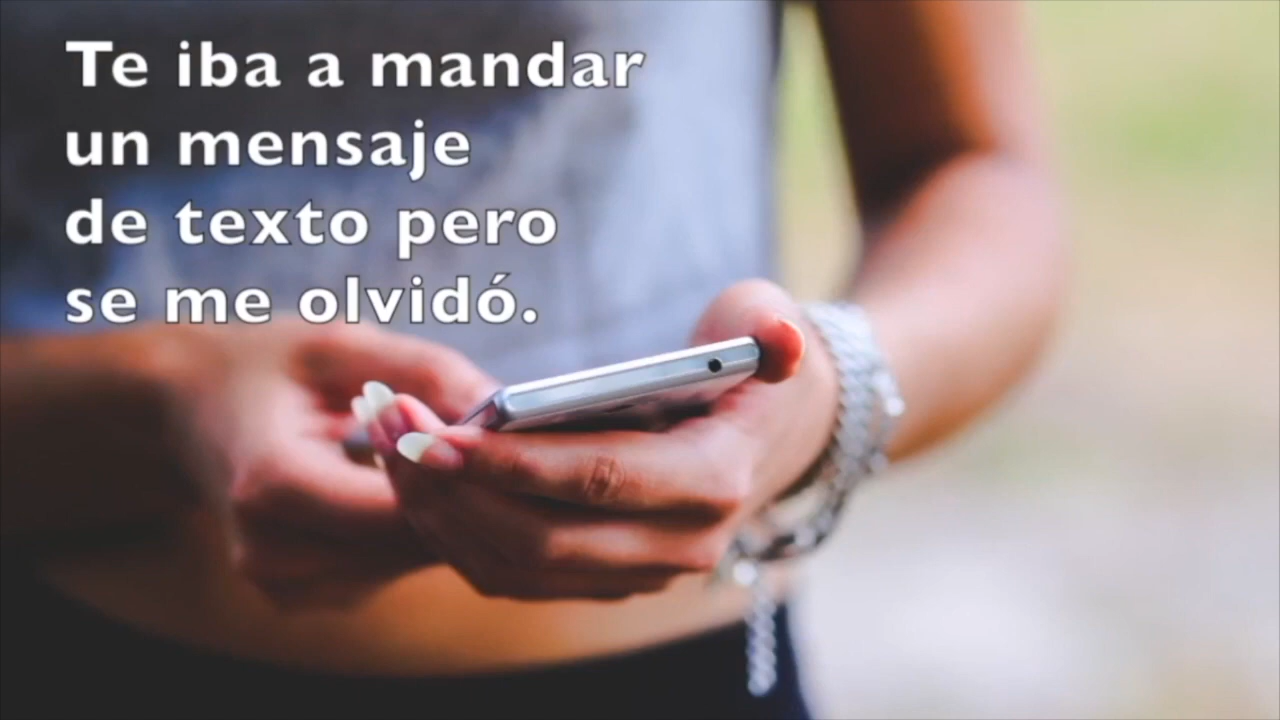 Te iba a mandar
un mensaje
de texto pero
se me olvidó.